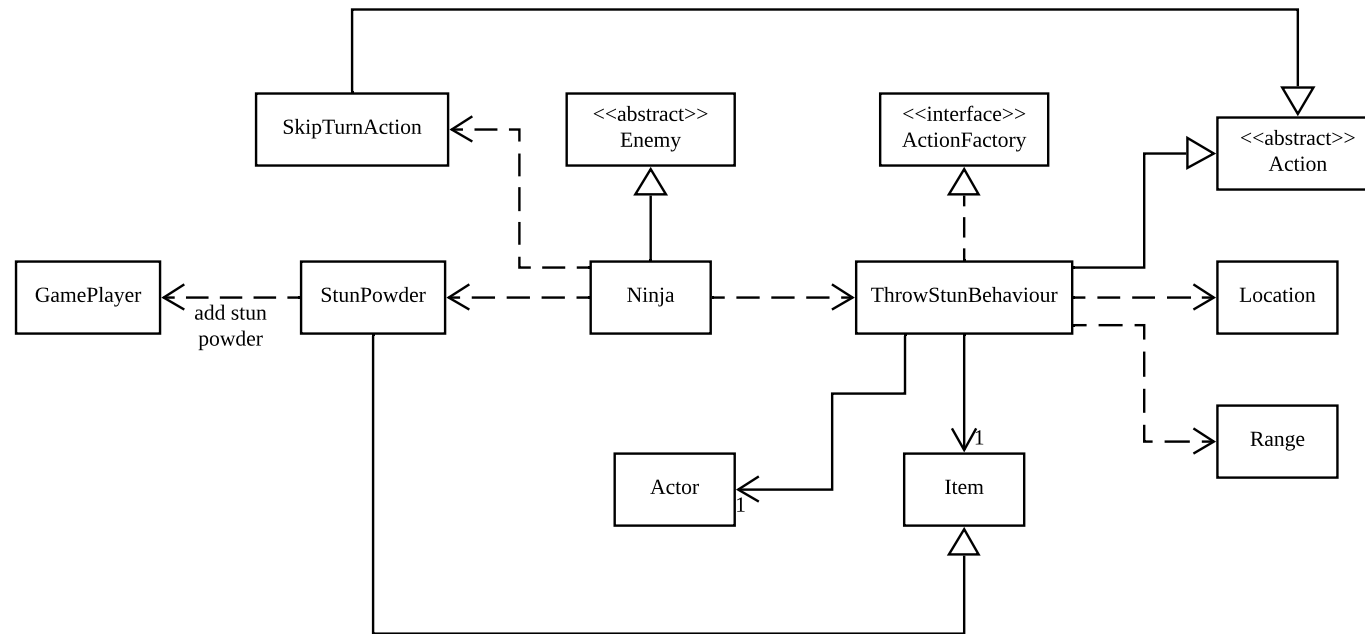 SkipTurnAction
<<abstract>>
Enemy
<<interface>>
ActionFactory
<<abstract>>
Action
GamePlayer
add stun
powder
StunPowder
Ninja
ThrowStunBehaviour
Location
Range
Actor
1
Item
1